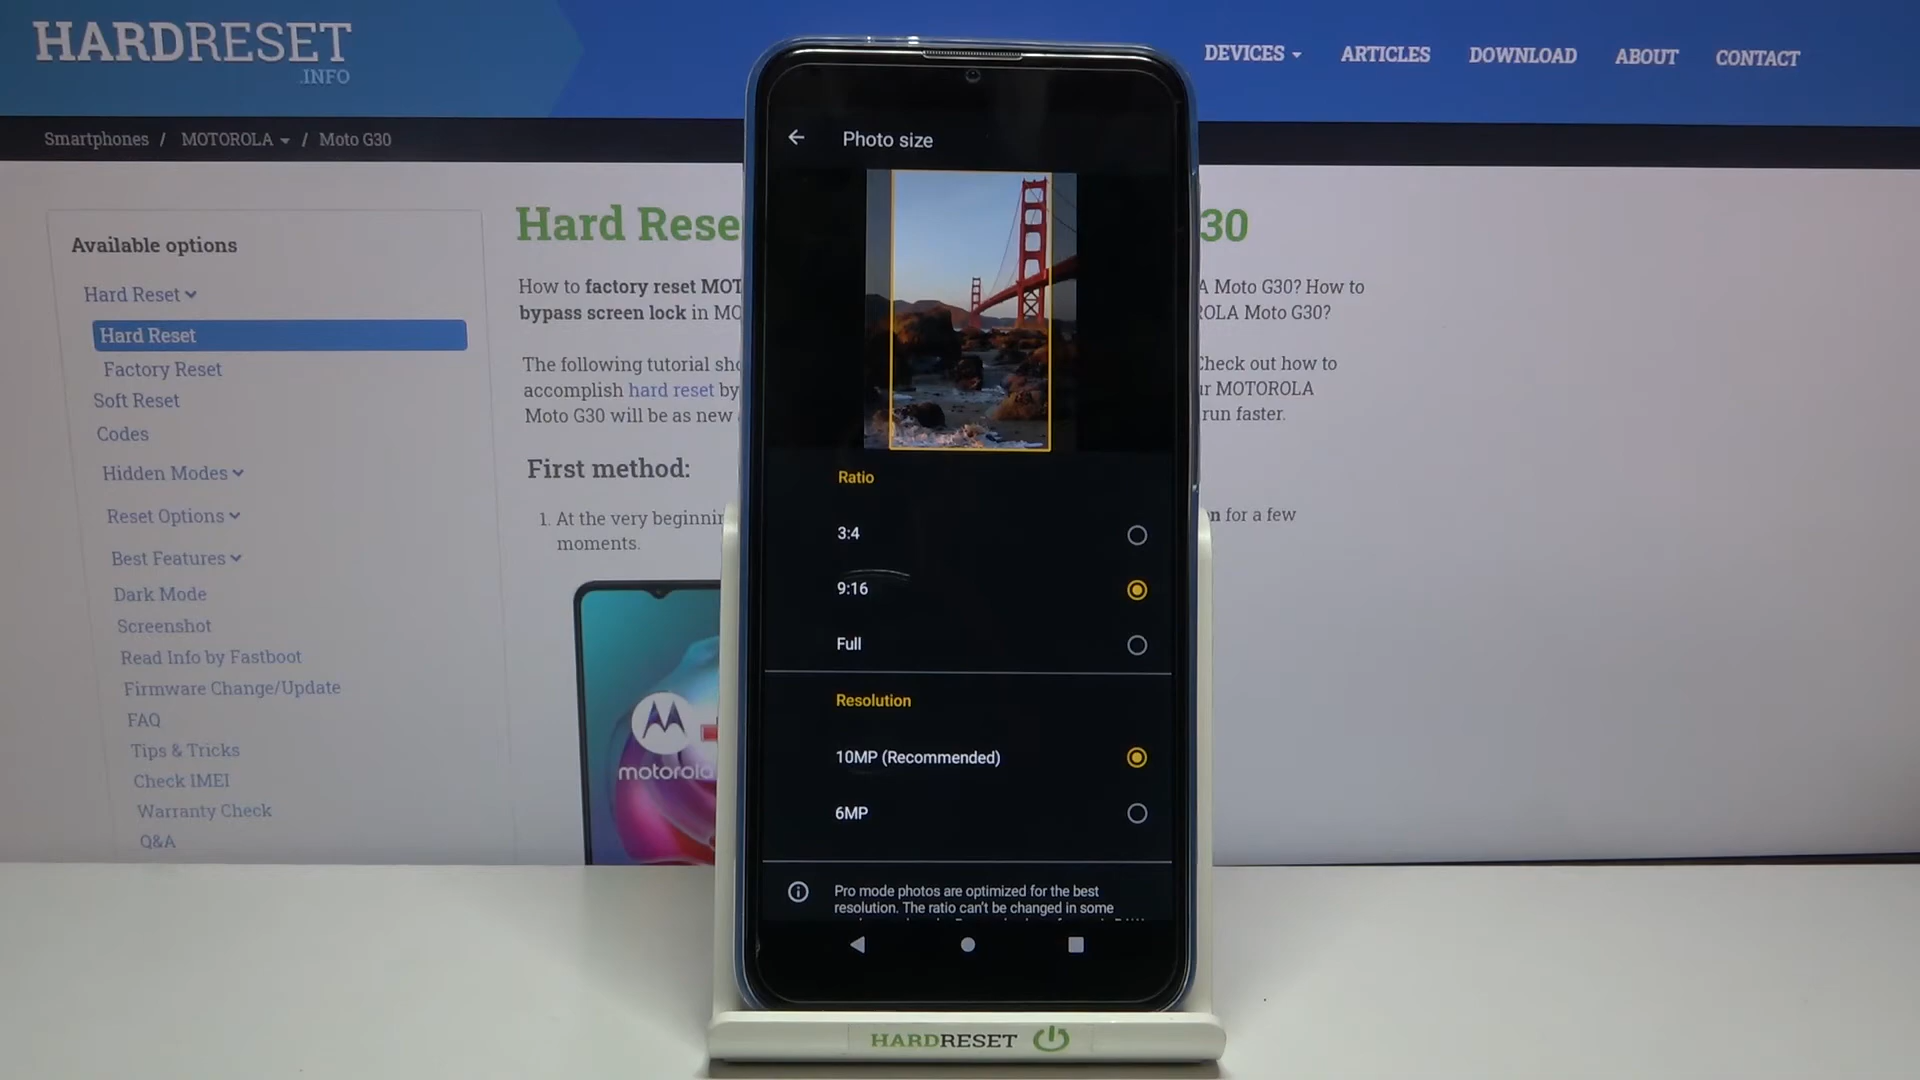 HARDRESET
.INFO
DEVICES
ARTICLES
DOWNLOAD
ABOUT
CONTACT
Smartphones / MOTOROLA / Moto G30
Available options
Hard Reset
Hard Reset
Factory Reset
Soft Reset
Codes
Hidden Modes
Reset Options
Best Features
Dark Mode
Screenshot
Read Info by Fastboot
Firmware Change/Update
FAQ
Tips & Tricks
Check IMEI
Warranty Check
Q&A
Hard Rese
30
How to factory reset MOT
A Moto G30? How to
bypass screen lock in MO
ROLA Moto G30?
The following tutorial sho
Check out how to
accomplish hard reset by
ur MOTOROLA
Moto G30 will be as new
run faster.
First method:
1. At the very beginnin
n for a few
moments.
motorola
Photo size
Ratio
3:4
9:16
Full
Resolution
10MP (Recommended)
6MP
Pro mode photos are optimized for the best
resolution. The ratio can't be changed in some
HARDRESET